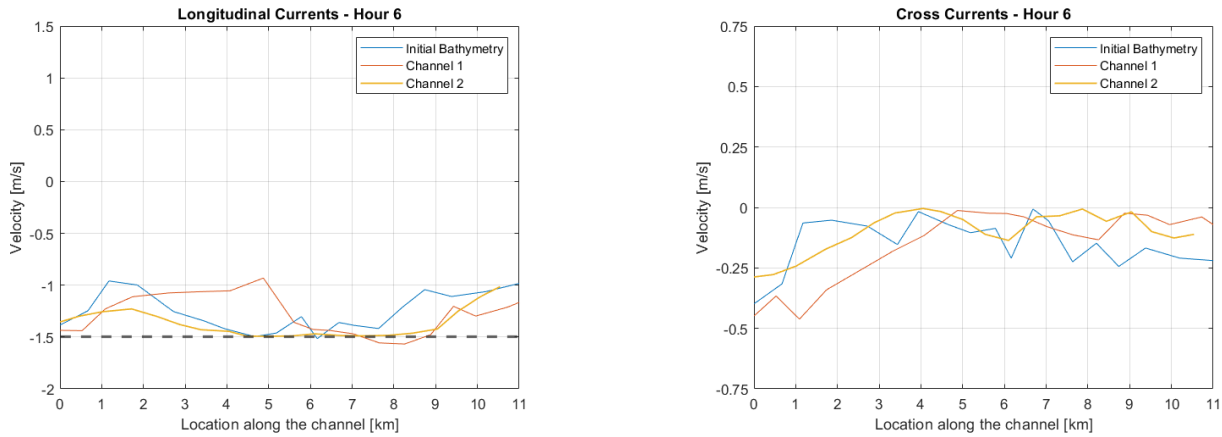 Longitudinal Currents - Hour 6
1.5
1
0.5
0
-0.5
-1
-1.5
-2
Velocity [m/s]
0 1 2 3 4 5 6 7 8 9 10 11
Location along the channel [km]
Initial Bathymetry
Channel 1
Channel 2
Cross Currents - Hour 6
0.75
0.5
0.25
0
-0.25
-0.5
-0.75
Velocity [m/s]
0 1 2 3 4 5 6 7 8 9 10 11
Location along the channel [km]
Initial Bathymetry
Channel 1
Channel 2